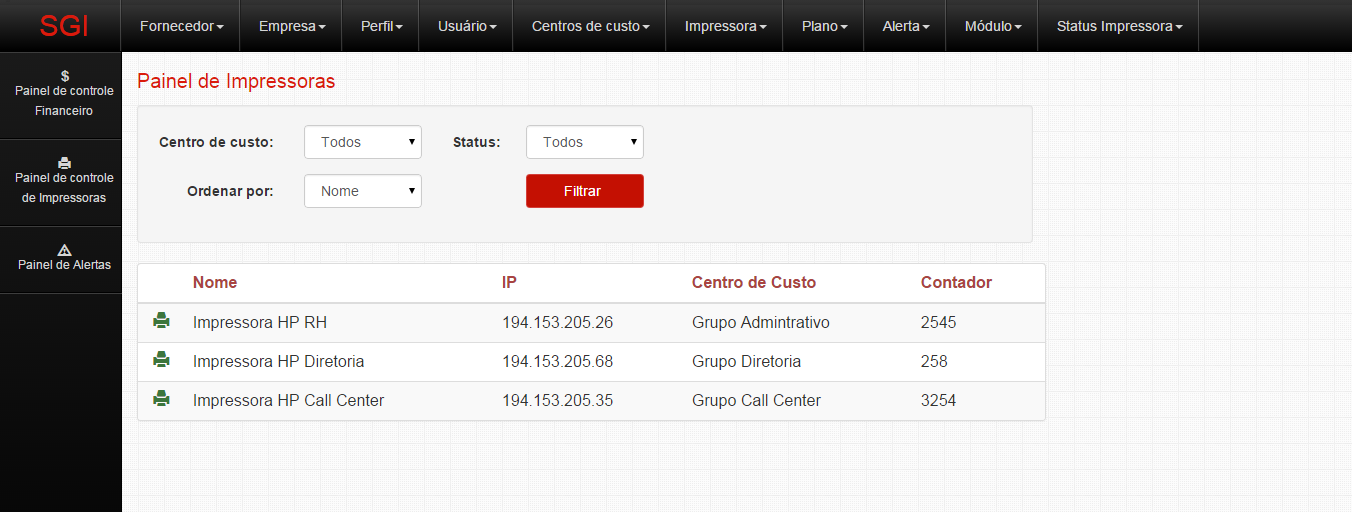 SGI
Fornecedor Empresa Perfil Usuário Centros de custo Impressora Plano Alerta Módulo Status Impressora
Painel de controle
Financeiro
Painel de controle
de Impressoras
Painel de Alertas
Painel de Impressoras
Centro de custo: Todos Status: Todos
Ordenar por: Nome Filtrar
Nome IP Centro de Custo Contador
Impressora HP RH 194.153.205.26 Grupo Admintrativo 2545
Impressora HP Diretoria 194.153.205.68 Grupo Diretoria 258
Impressora HP Call Center 194.153.205.35 Grupo Call Center 3254